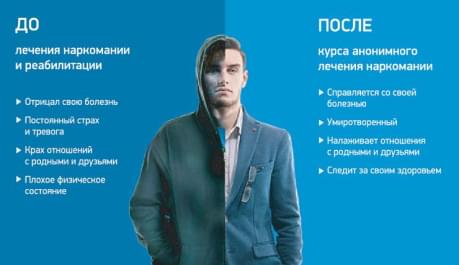 ДО
лечения наркомании
и реабилитации
Отрицал свою болезнь
Постоянный страх
и тревога
Крах отношений
с родными и друзьями
Плохое физическое
состояние
ПОСЛЕ
курса анонимного
лечения наркомании
Справляется со своей
болезнью
Умиротворенный
Налаживает отношения
с родными и друзьями
Следит за своим здоровьем